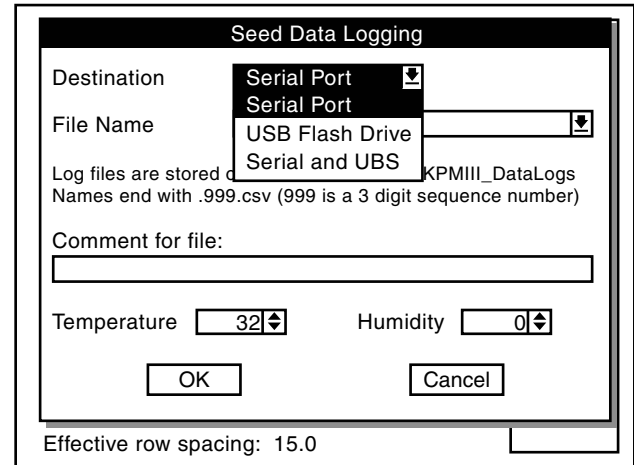 Seed Data Logging
Destination Serial Port
Serial Port
File Name
USB Flash Drive
Serial and UBS
Log files are stored KPMIII_DataLogs
Names end with .999.csv (999 is a 3 digit sequence number)
Comment for file:
Temperature 32 Humidity 0
OK Cancel
Effective row spacing: 15.0